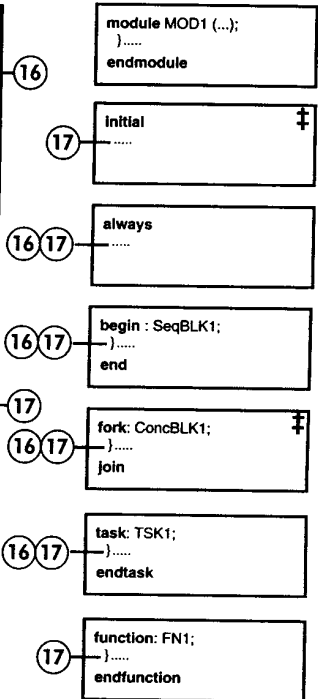 module MOD1 (...);
}.....
endmodule
16
initial ‡
17
.....
always
16 17
.....
begin : SeqBLK1;
16 17
}.....
end
17
fork: ConcBLK1; ‡
16 17
}.....
join
task: TSK1;
16 17
}.....
endtask
function: FN1;
17
}.....
endfunction